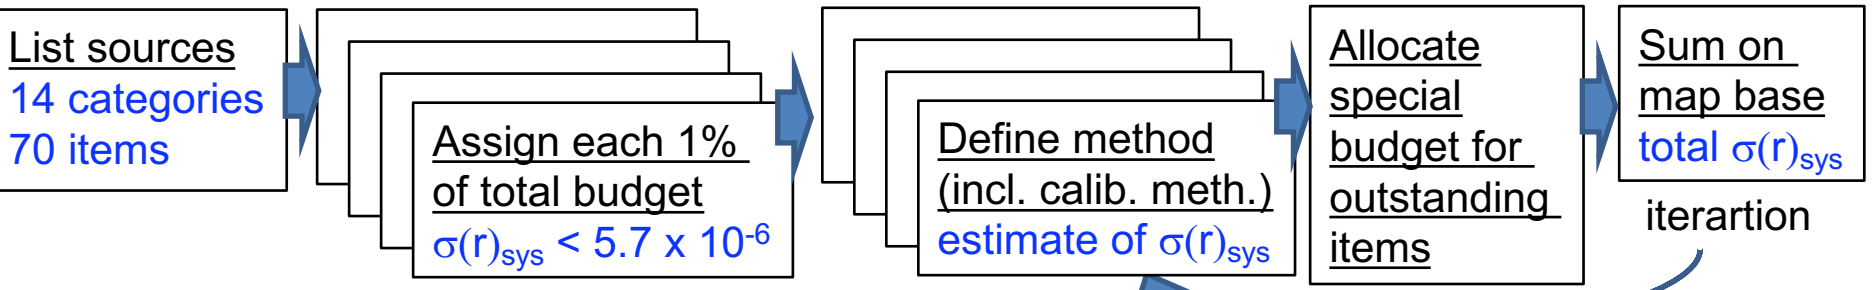 List sources
14 categories
70 items
Assign each 1%
of total budget
σ(r)sys < 5.7 x 10-6
Define method
(incl. calib. meth.)
estimate of σ(r)sys
Allocate
special
budget for
outstanding
items
Sum on
map base
total σ(r)sys
iterartion